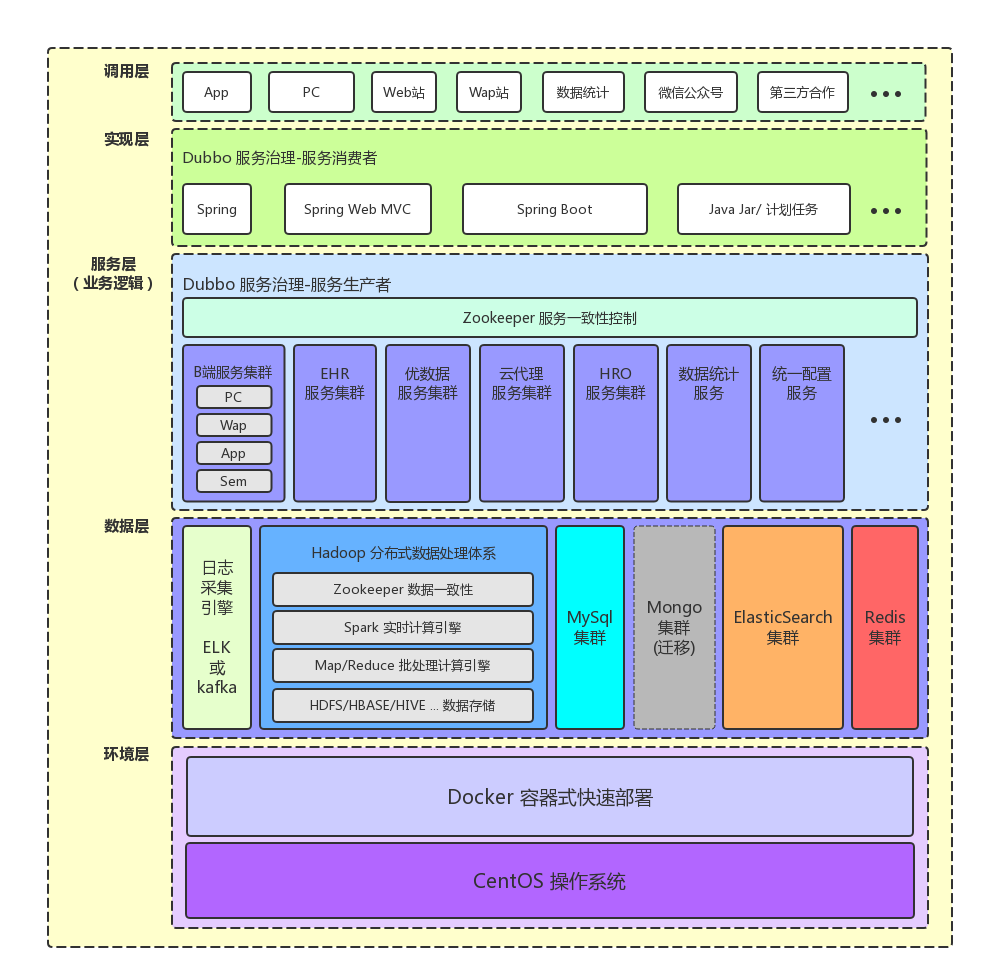 调用层
App
PC
Web站
Wap站
数据统计
微信公众号
第三方合作
•••
实现层
Dubbo 服务治理-服务消费者
Spring
Spring Web MVC
Spring Boot
Java Jar/ 计划任务
•••
服务层
(业务逻辑)
Dubbo 服务治理-服务生产者
Zookeeper 服务一致性控制
B端服务集群
PC
Wap
App
Sem
EHR
服务集群
优数据
服务集群
云代理
服务集群
HRO
服务集群
数据统计
服务
统一配置
服务
•••
数据层
日志
采集
引擎
ELK
或
kafka
Hadoop 分布式数据处理体系
Zookeeper 数据一致性
Spark 实时计算引擎
Map/Reduce 批处理计算引擎
HDFS/HBASE/HIVE ... 数据存储
MySql
集群
Mongo
集群
(迁移)
ElasticSearch
集群
Redis
集群
环境层
Docker 容器式快速部署
CentOS 操作系统